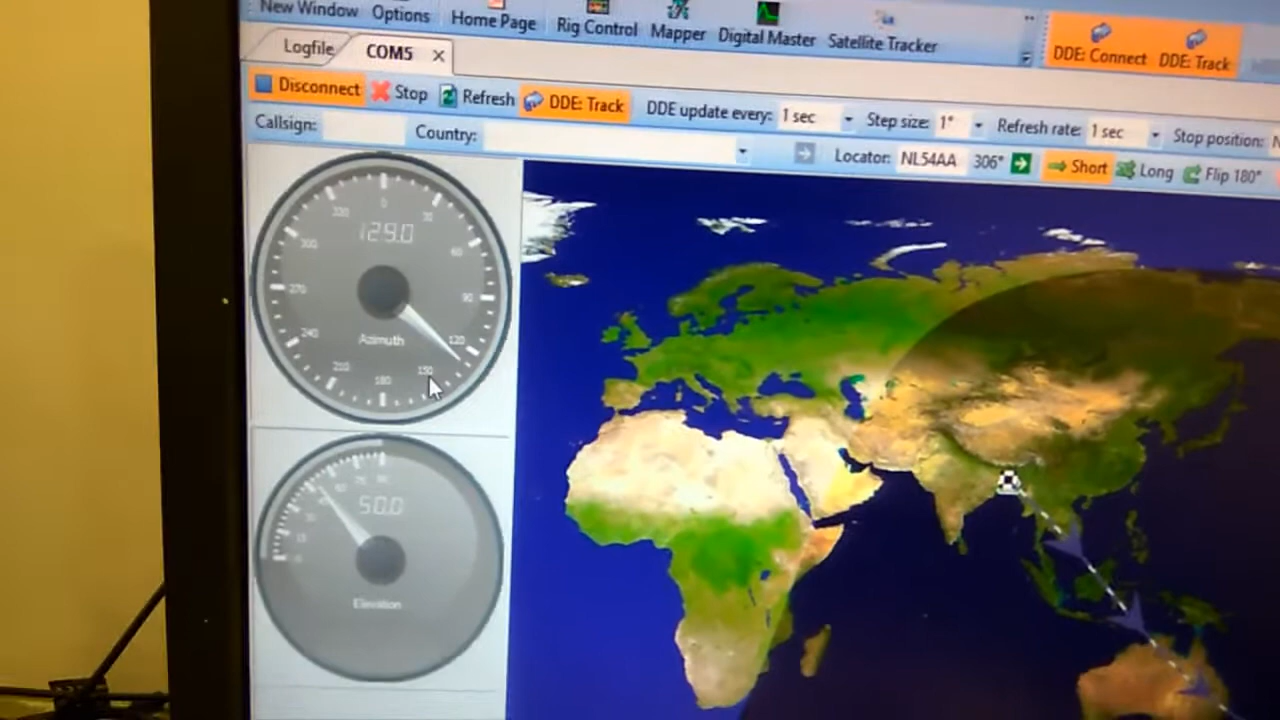 New Window Options Home Page Rig Control Mapper Digital Master Satellite Tracker DDE: Connect DDE: Track
Logfile COM5
Disconnect Stop Refresh DDE: Track DDE update every: 1 sec Step size: 1° Refresh rate: 1 sec Stop position: N
Callsign: Country: Locator: NL54AA 306° Short Long Flip 180°
330 0 30
300 129.0 60
270 90
240 Azimuth 120
210 180 150
50.0
Elevation